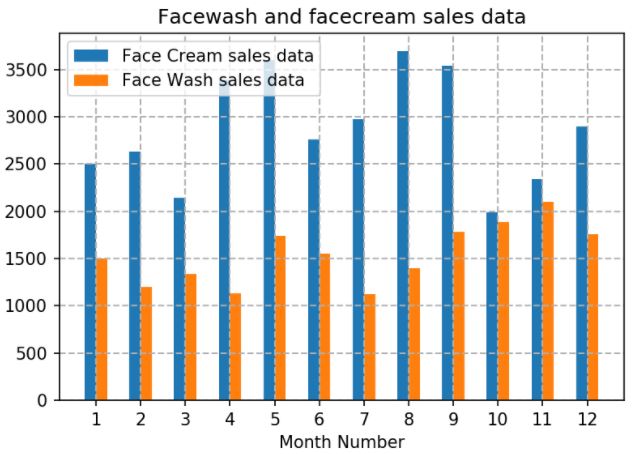 Facewash and facecream sales data
Face Cream sales data
Face Wash sales data
3500
3000
2500
2000
1500
1000
500
0
1 2 3 4 5 6 7 8 9 10 11 12
Month Number